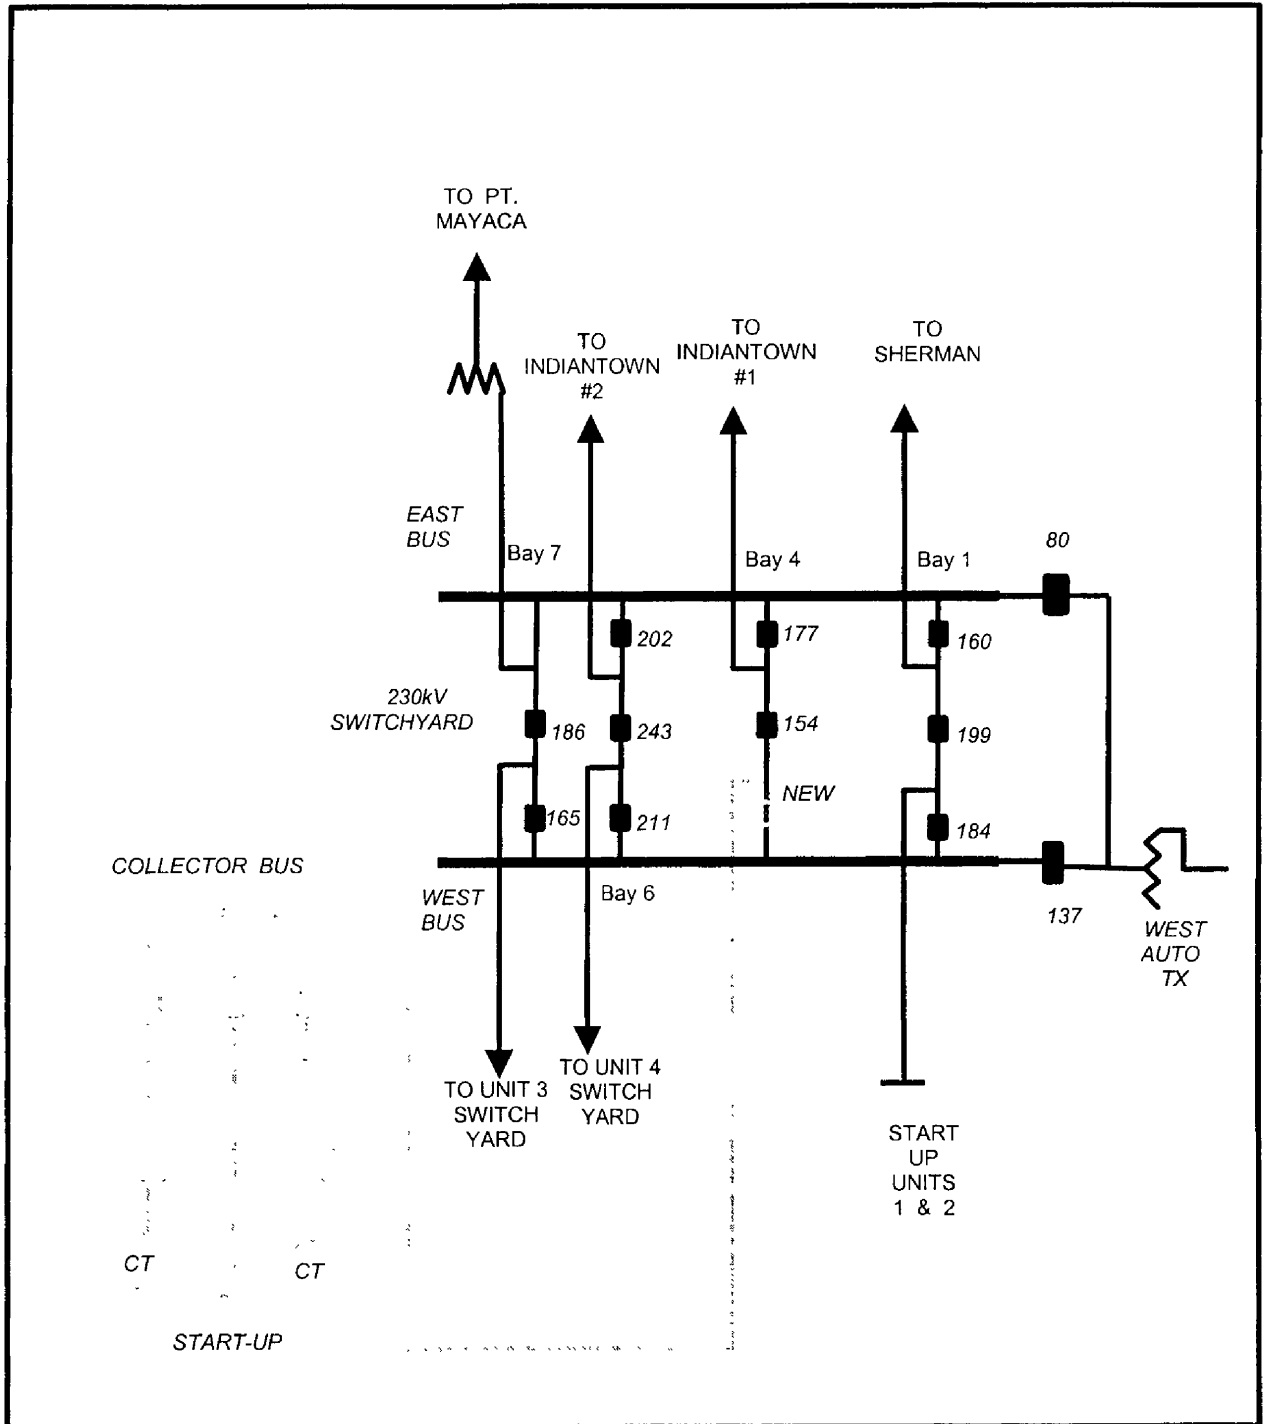 TO PT.
MAYACA
TO
INDIANTOWN
#2
TO
INDIANTOWN
#1
TO
SHERMAN
EAST
BUS
Bay 7
Bay 4
Bay 1
80
202
177
160
230kV
SWITCHYARD
186
243
154
199
NEW
165
211
184
COLLECTOR BUS
WEST
BUS
Bay 6
137
WEST
AUTO
TX
TO UNIT 3
SWITCH
YARD
TO UNIT 4
SWITCH
YARD
START
UP
UNITS
1 & 2
CT
CT
START-UP